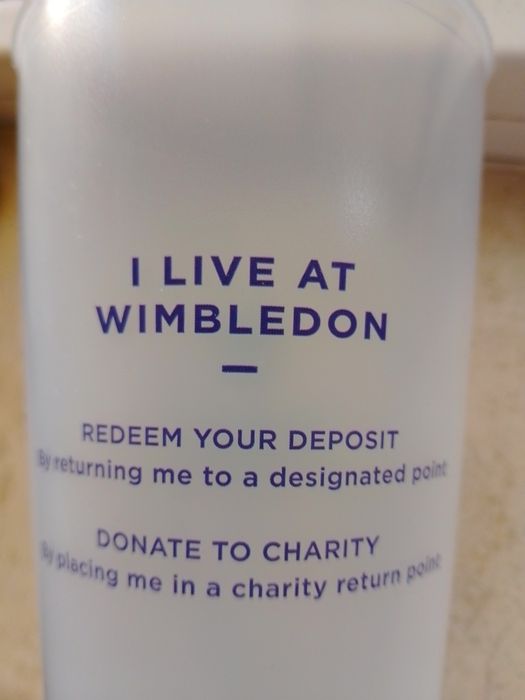 I LIVE AT
WIMBLEDON
REDEEM YOUR DEPOSIT
By returning me to a designated point
DONATE TO CHARITY
By placing me in a charity return point